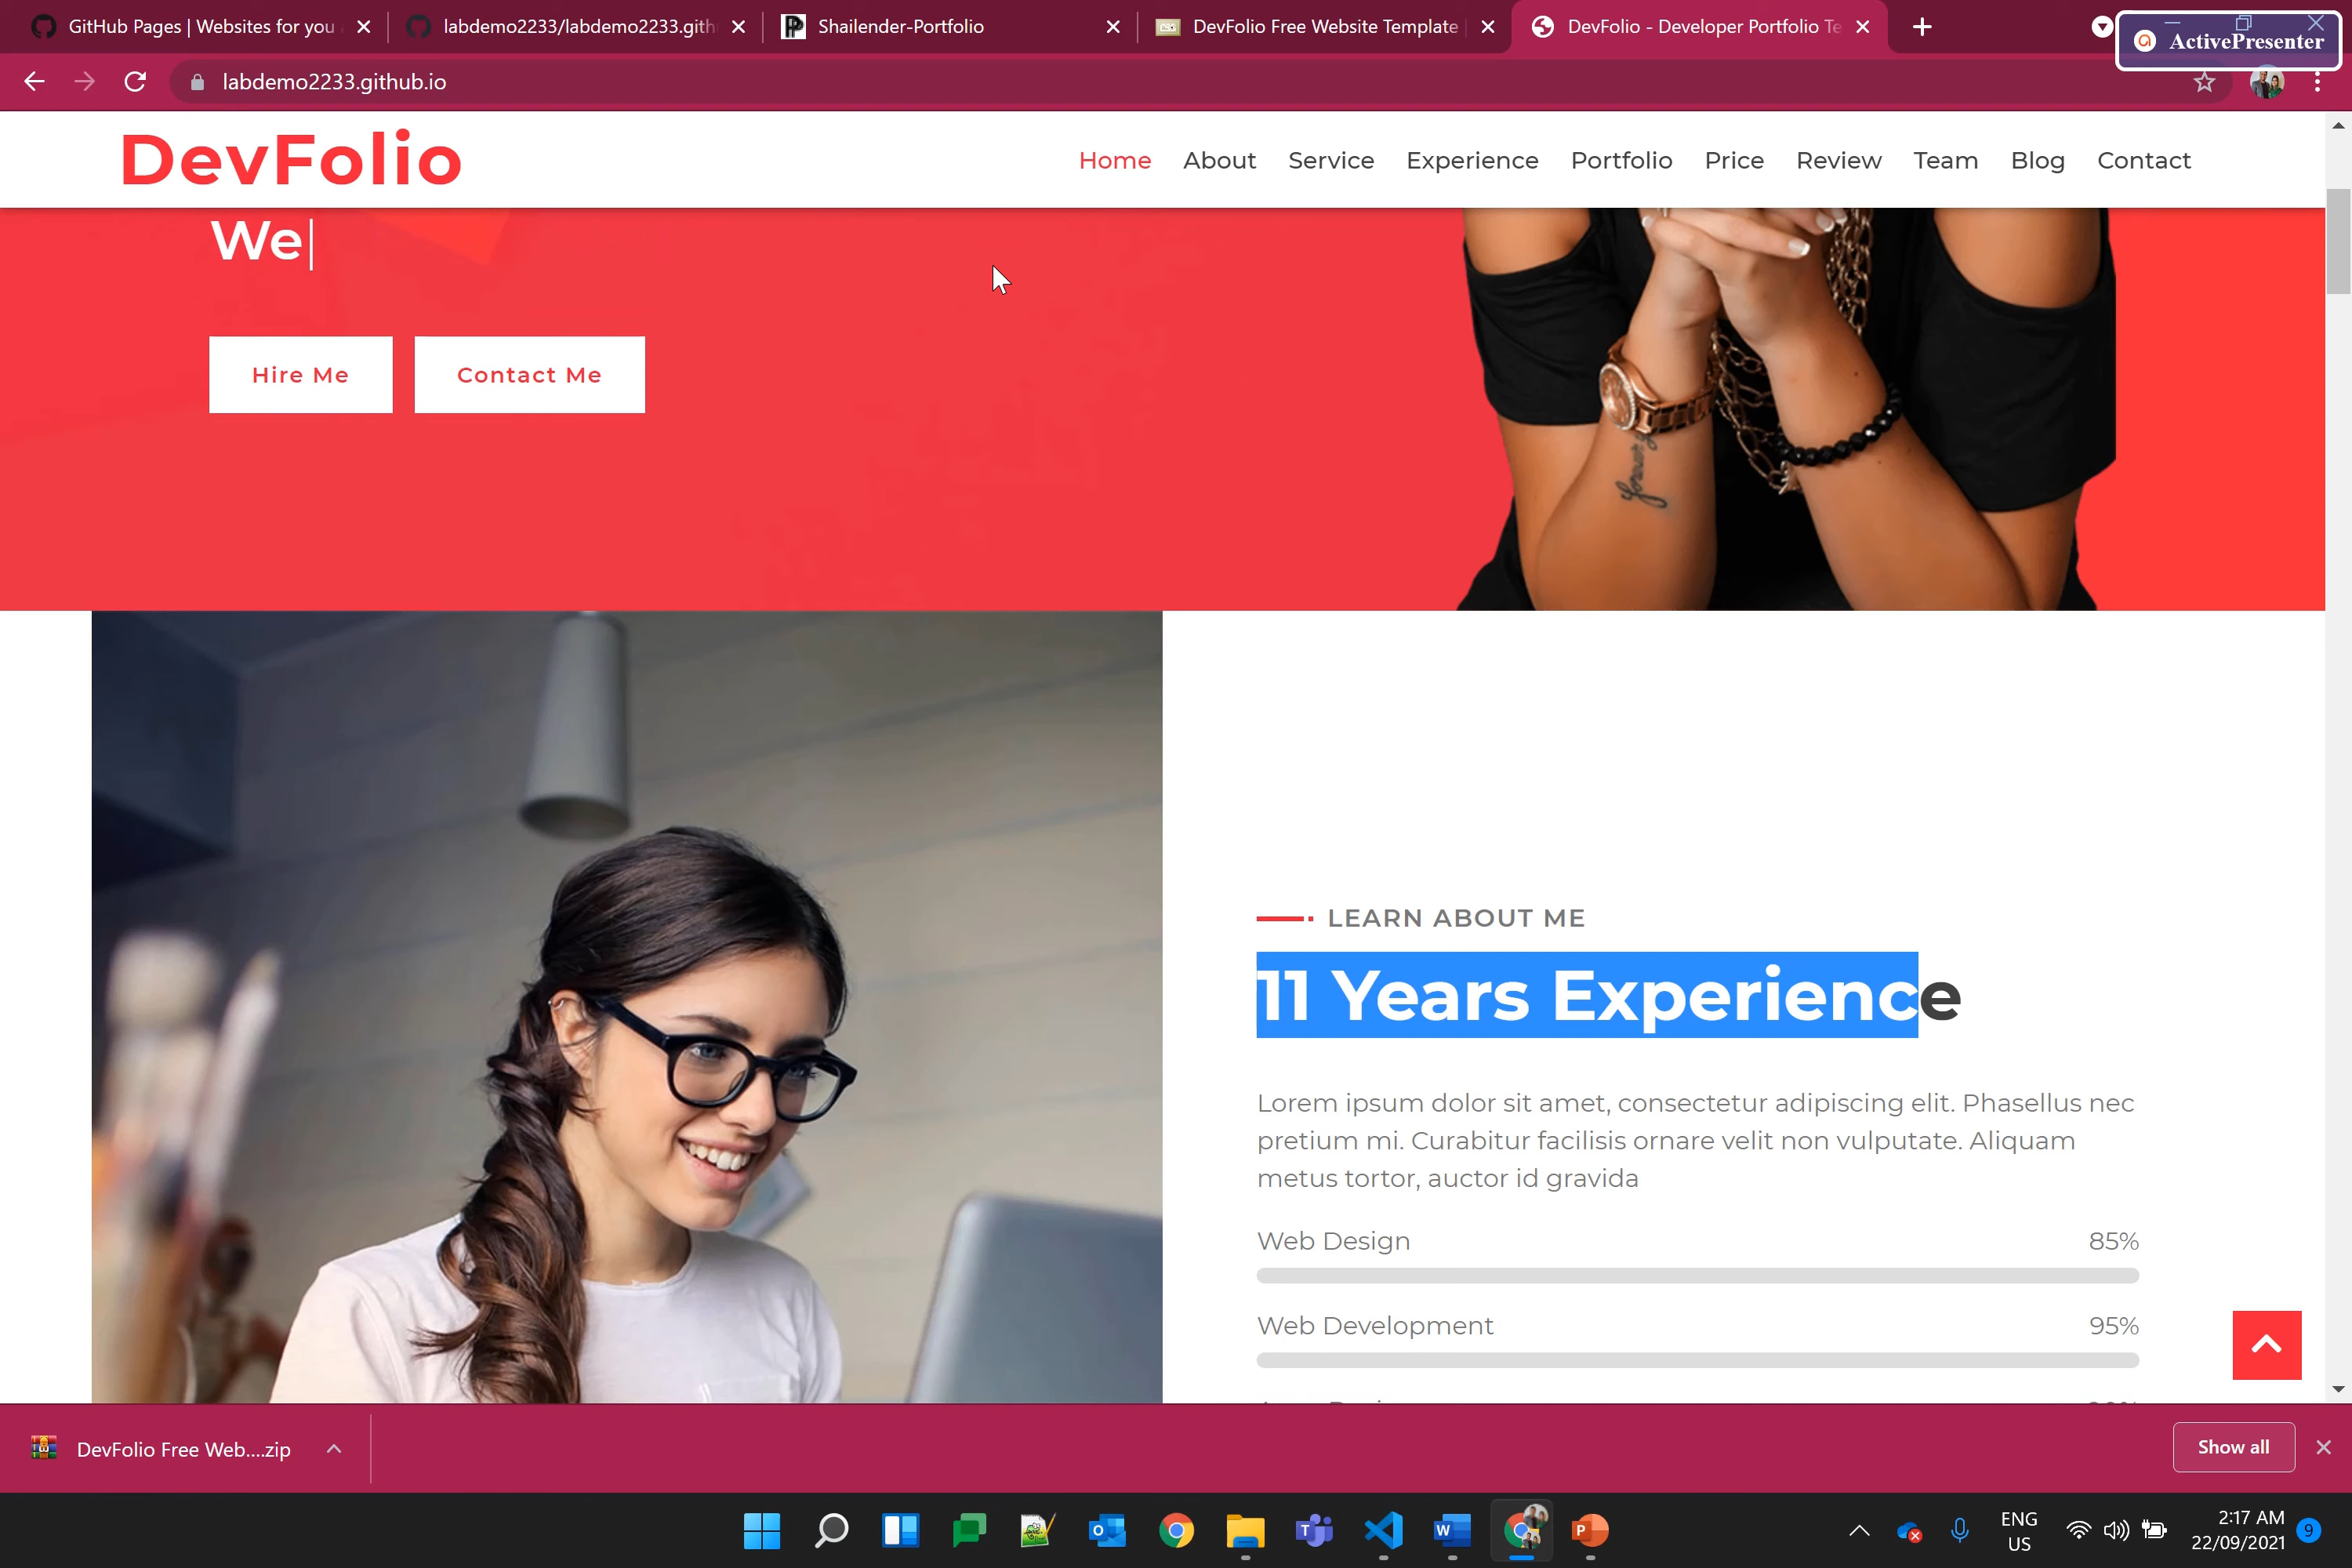 GitHub Pages | Websites for you
labdemo2233/labdemo2233.gith
Shailender-Portfolio
DevFolio Free Website Template
DevFolio - Developer Portfolio Te
ActivePresenter
labdemo2233.github.io
DevFolio
Home About Service Experience Portfolio Price Review Team Blog Contact
We
Hire Me
Contact Me
LEARN ABOUT ME
11 Years Experience
Lorem ipsum dolor sit amet, consectetur adipiscing elit. Phasellus nec
pretium mi. Curabitur facilisis ornare velit non vulputate. Aliquam
metus tortor, auctor id gravida
Web Design 85%
Web Development 95%
DevFolio Free Web....zip
Show all
ENG
US
2:17 AM
22/09/2021
9